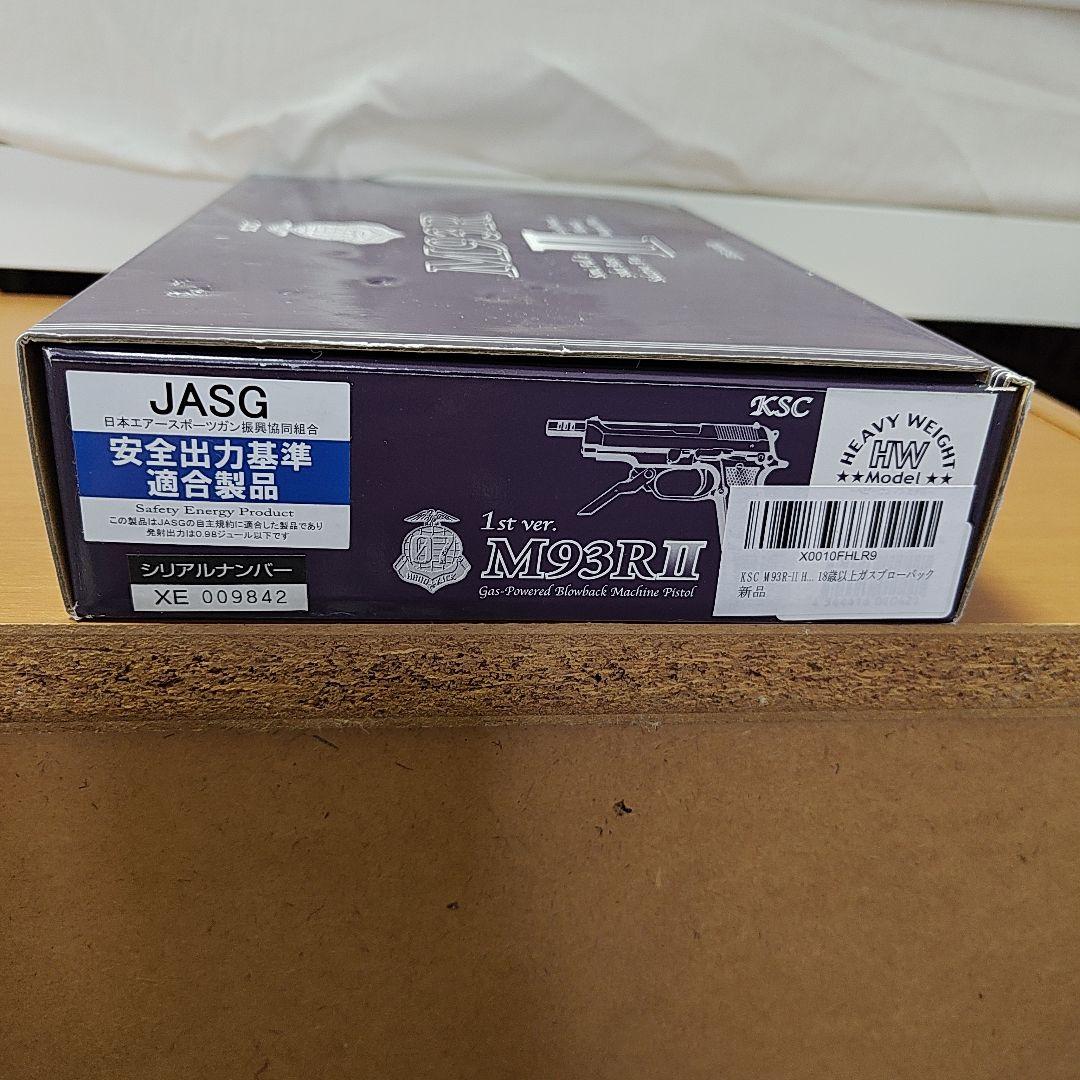 M93R
II
JASG
日本エアースポーツガン振興協同組合
安全出力基準
適合製品
Safety Energy Product
この製品はJASGの自主規約に適合した製品であり
発射出力は0.98ジュール以下です
シリアルナンバー
XE 009842
KSC
07
1st ver.
M93RII
Gas-Powered Blowback Machine Pistol
HEAVY WEIGHT
HW
★★Model★★
X0010FHLR9
KSC M93R-II H... 18歳以上ガスブローバック
新品